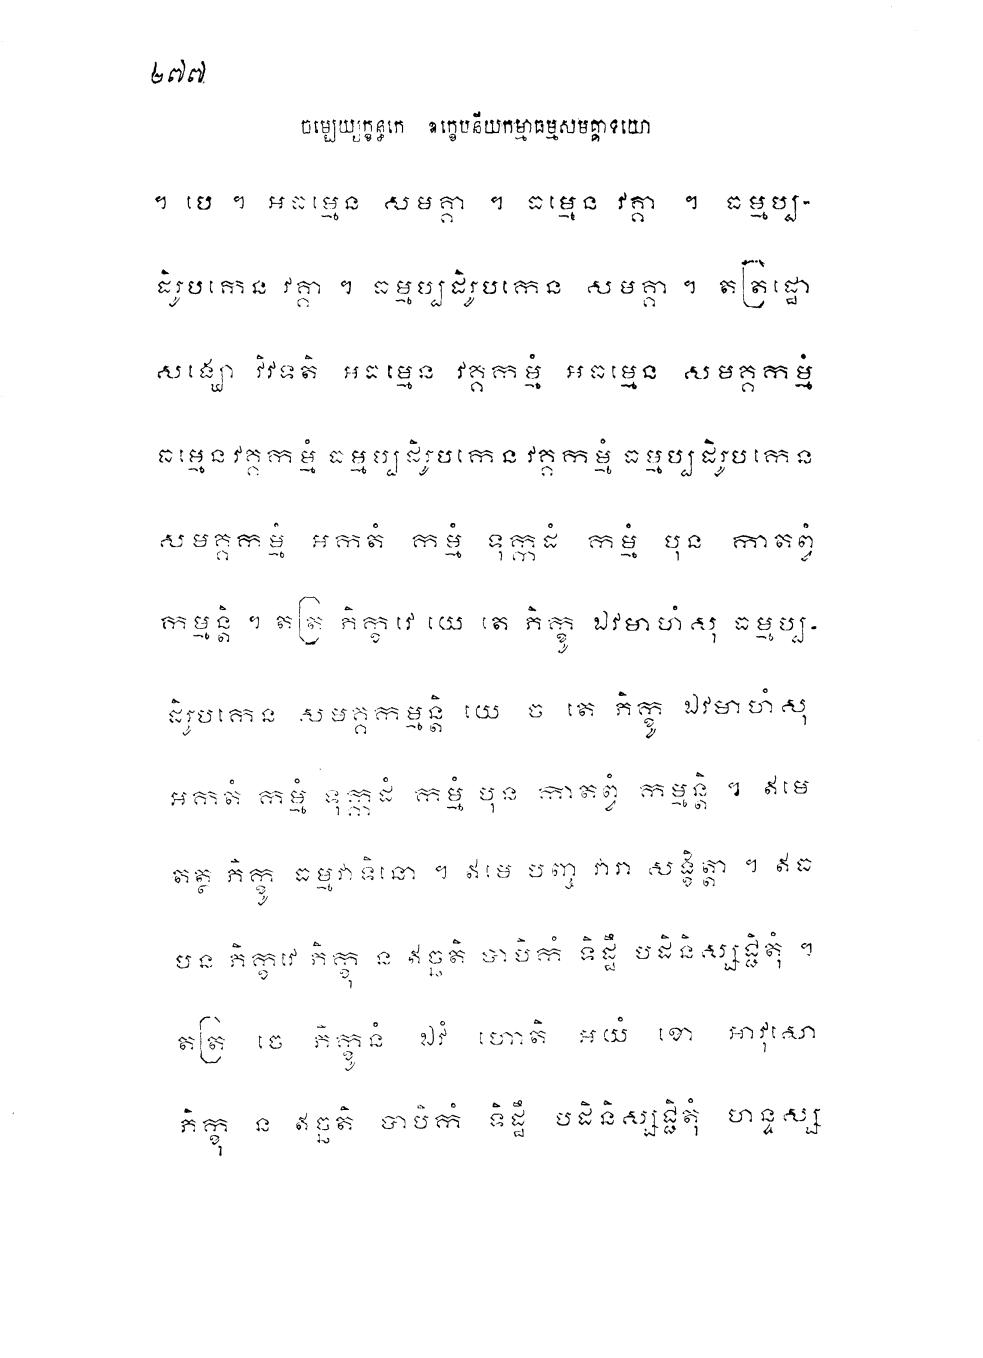 ២៧៧
ចម្បេយ្យក្ខន្ធកេ ឧក្ខេបនីយកម្មាធម្មសមគ្គាទយោ
។ បេ ។ អធម្មេន សមគ្គា ។ ធម្មេន វគ្គា ។ ធម្មប្ប-
ដិរូបកេន វគ្គា ។ ធម្មប្បដិរូបកេន សមគ្គា ។ តត្រដ្ឋោ
សង្ឃោ វិវទតិ អធម្មេន វគ្គកម្មំ អធម្មេន សមគ្គកម្មំ
ធម្មេនវគ្គកម្មំ ធម្មប្បដិរូបកេនវគ្គកម្មំ ធម្មប្បដិរូបកេន
សមគ្គកម្មំ អកតំ កម្មំ ទុក្កដំ កម្មំ បុន កាតព្វំ
កម្មន្តិ ។ តត្រ ភិក្ខវេ យេ តេ ភិក្ខូ ឯវមាហំសុ ធម្មប្ប-
ដិរូបកេន សមគ្គកម្មន្តិ យេ ច តេ ភិក្ខូ ឯវមាហំសុ
អកតំ កម្មំ ទុក្កដំ កម្មំ បុន កាតព្វំ កម្មន្តិ ។ ឥមេ
តត្ថ ភិក្ខូ ធម្មវាទិនោ ។ ឥមេ បញ្ច វារា សង្ខិត្តា ។ ឥធ
បន ភិក្ខវេ ភិក្ខុ ន ឥច្ឆតិ បាបិកំ ទិដ្ឋឹ បដិនិស្សជ្ជិតុំ ។
តត្រ ចេ ភិក្ខូនំ ឯវំ ហោតិ អយំ ខោ អាវុសោ
ភិក្ខុ ន ឥច្ឆតិ បាបិកំ ទិដ្ឋឹ បដិនិស្សជ្ជិតុំ ហន្ទស្ស